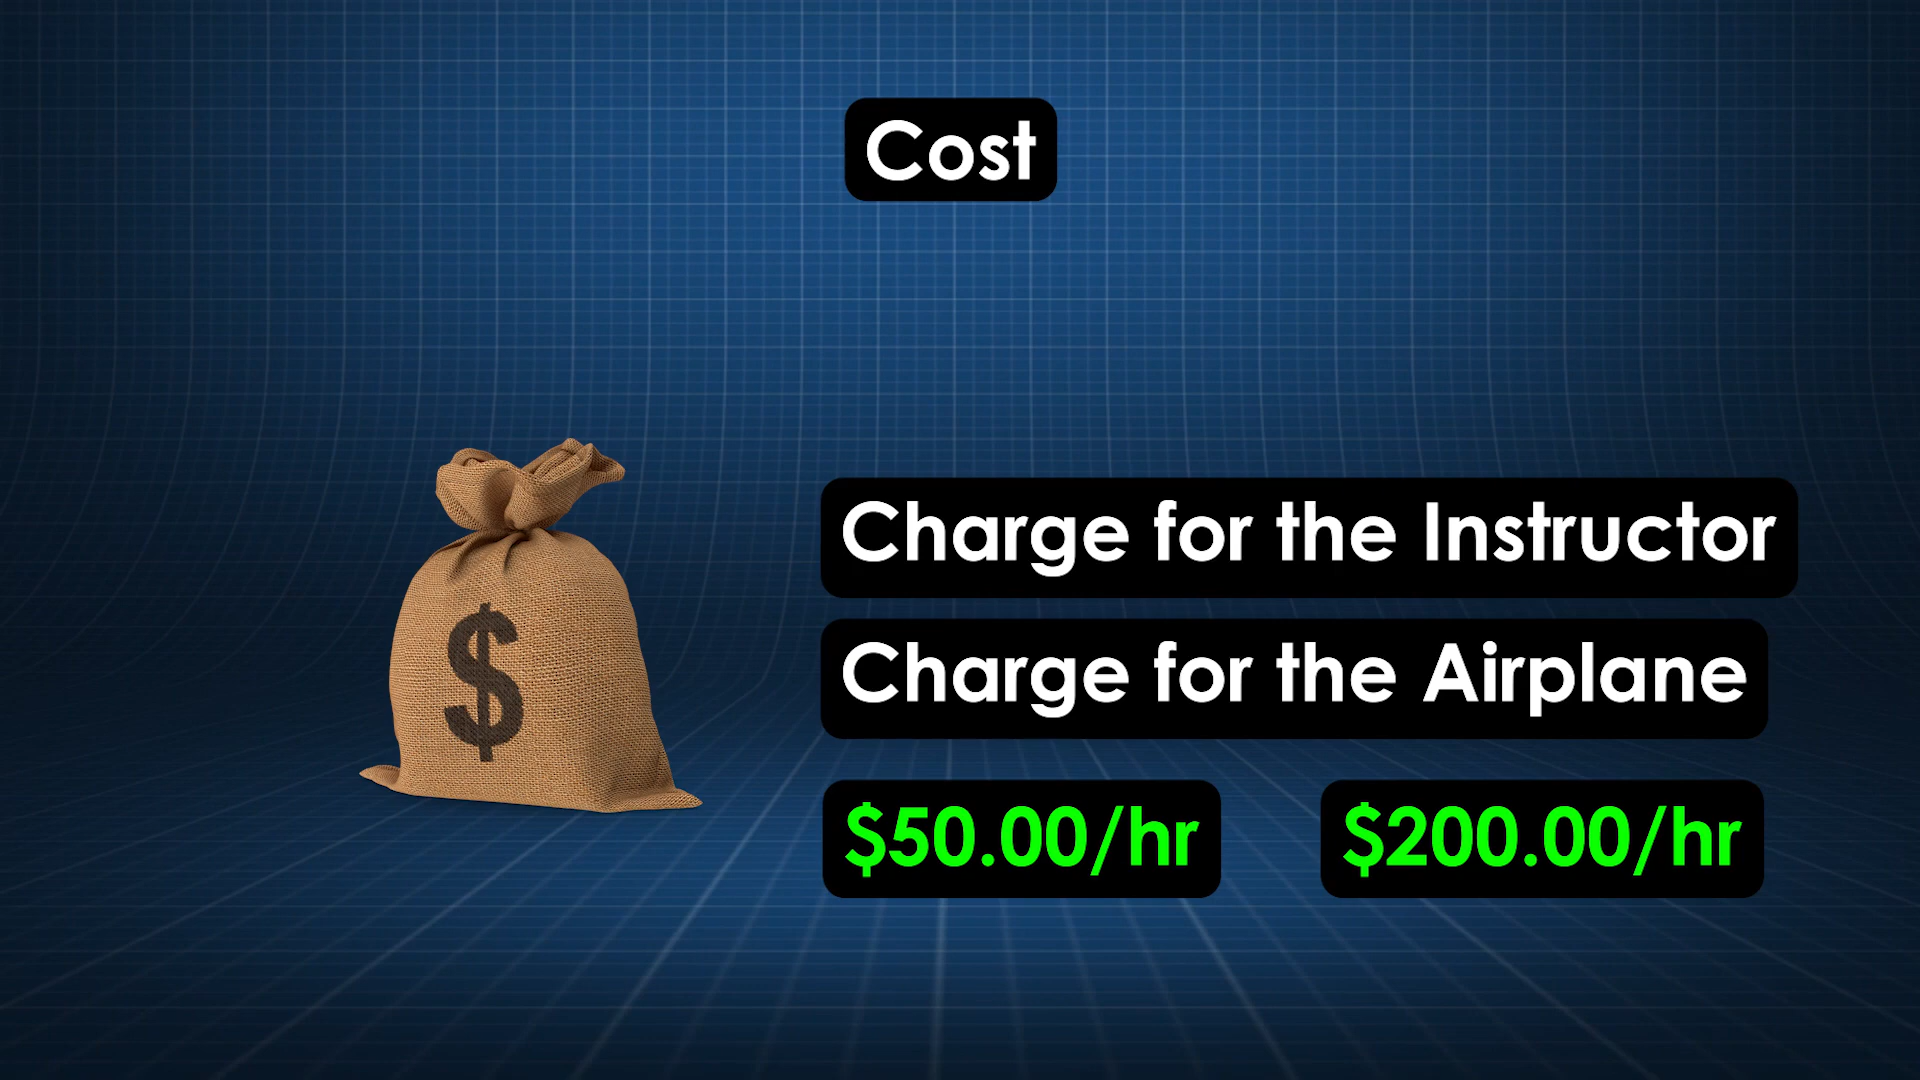 Cost
Charge for the Instructor
Charge for the Airplane
$50.00/hr $200.00/hr
$